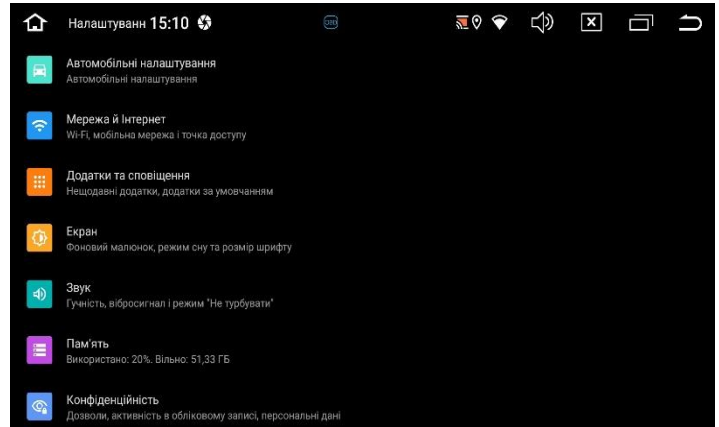 Налаштуванн 15:10
Автомобільні налаштування
Автомобільні налаштування
Мережа й Інтернет
Wi-Fi, мобільна мережа і точка доступу
Додатки та сповіщення
Нещодавні додатки, додатки за умовчанням
Екран
Фоновий малюнок, режим сну та розмір шрифту
Звук
Гучність, вібросигнал і режим "Не турбувати"
Пам'ять
Використано: 20%. Вільно: 51,33 ГБ
Конфіденційність
Дозволи, активність в обліковому записі, персональні дані